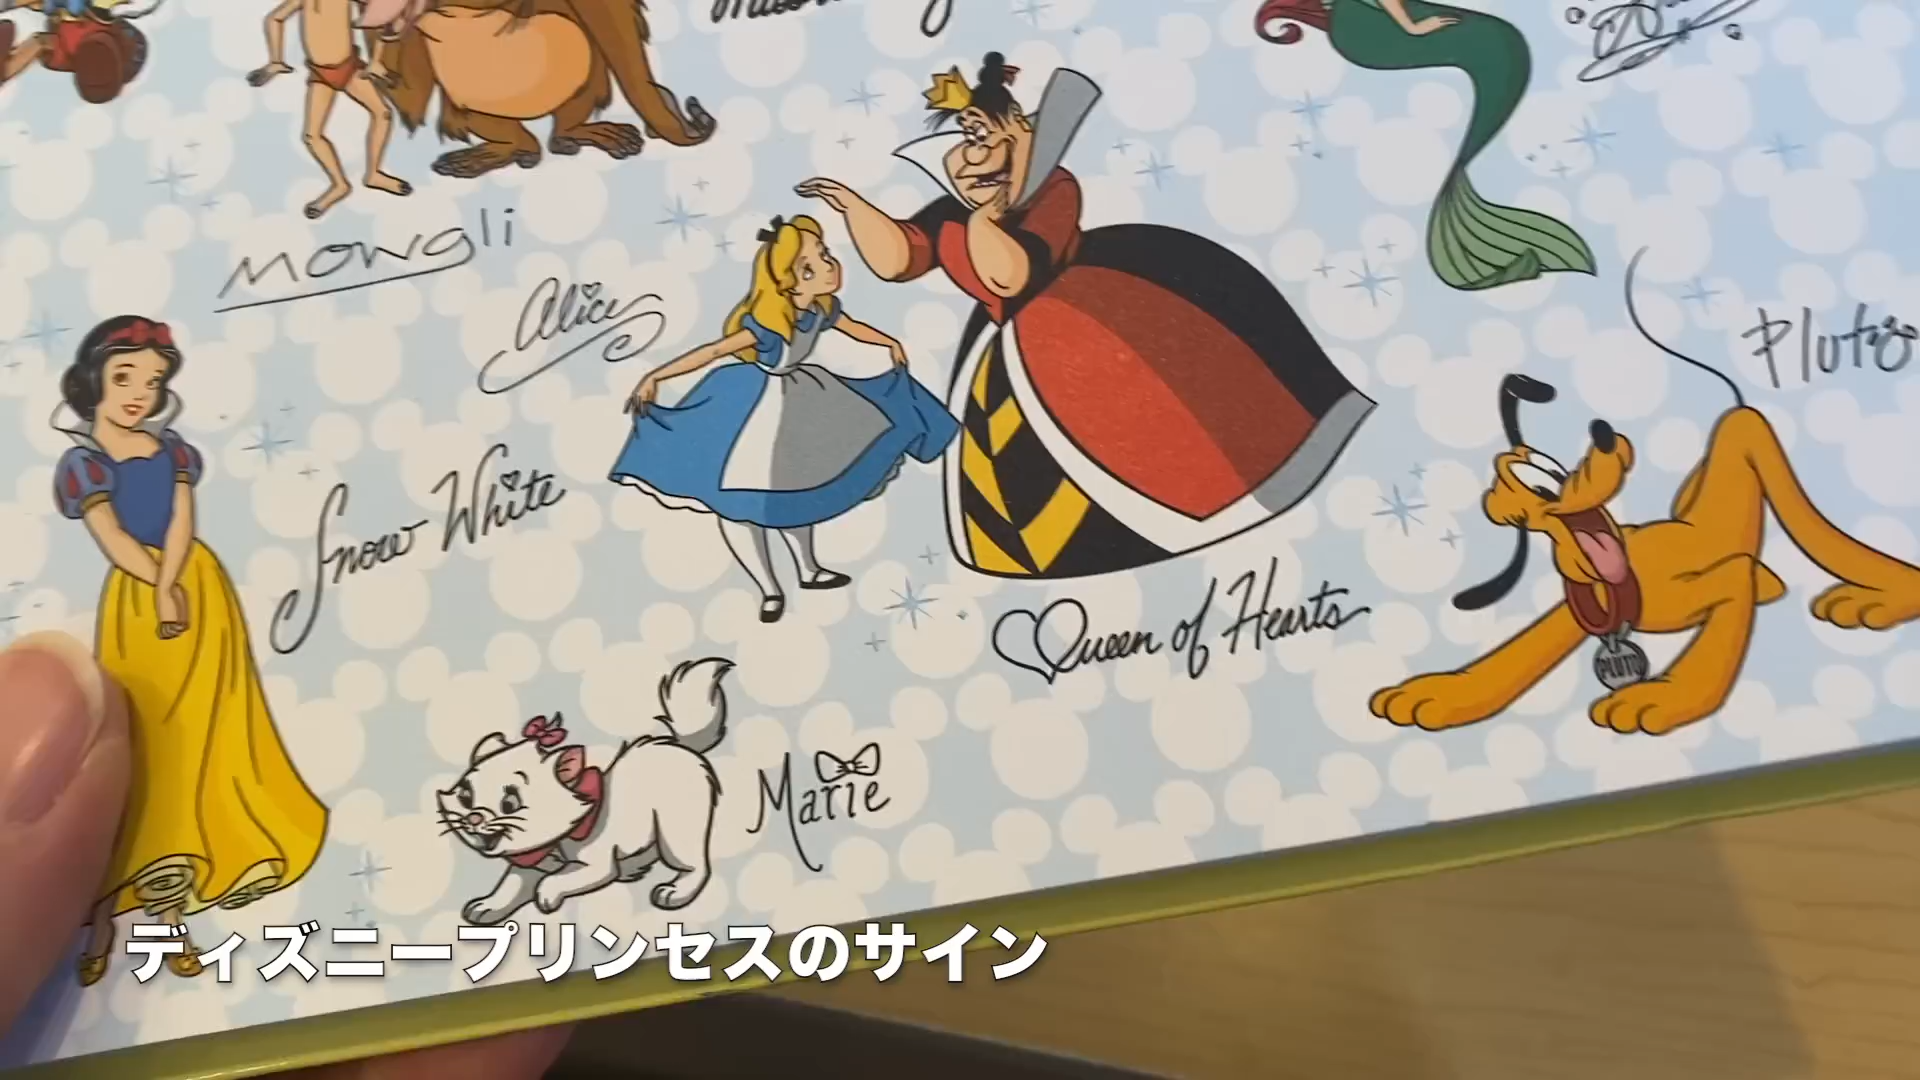 Mowgli
Alice
Snow White
Pluto
Queen of Hearts
PLUTO
Marie
ディズニープリンセスのサイン